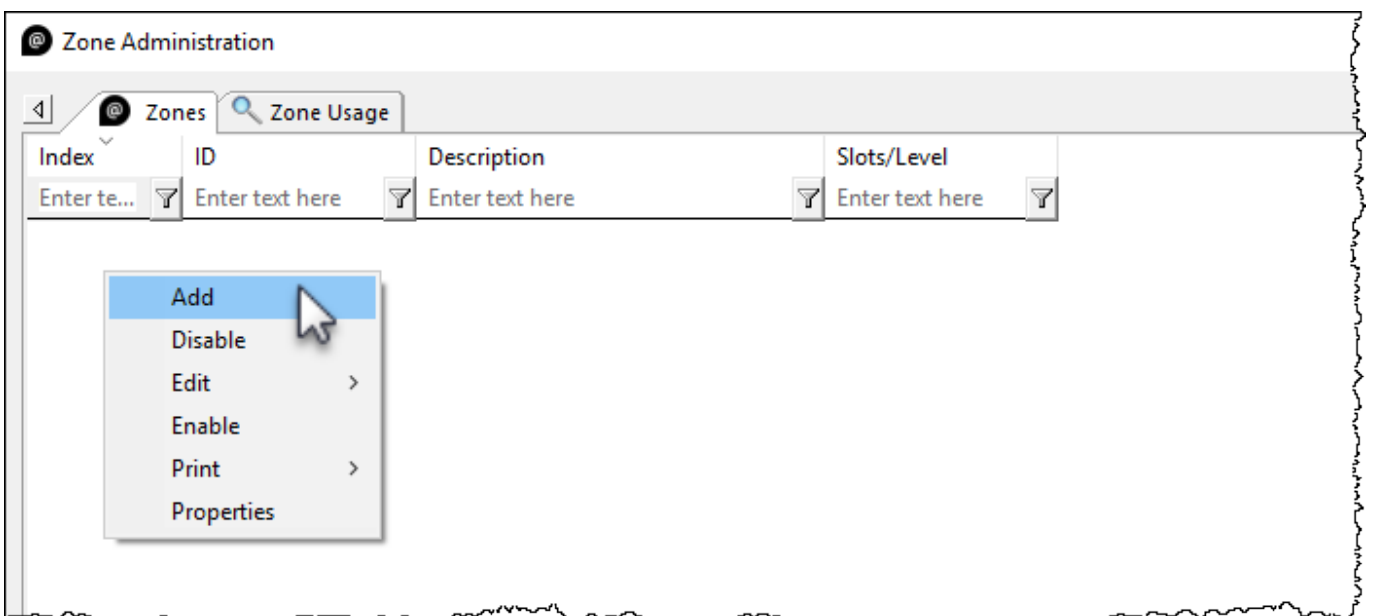 Zone Administration
Zones Zone Usage
Index ID Description Slots/Level
Enter te... Enter text here Enter text here Enter text here
Add
Disable
Edit
Enable
Print
Properties